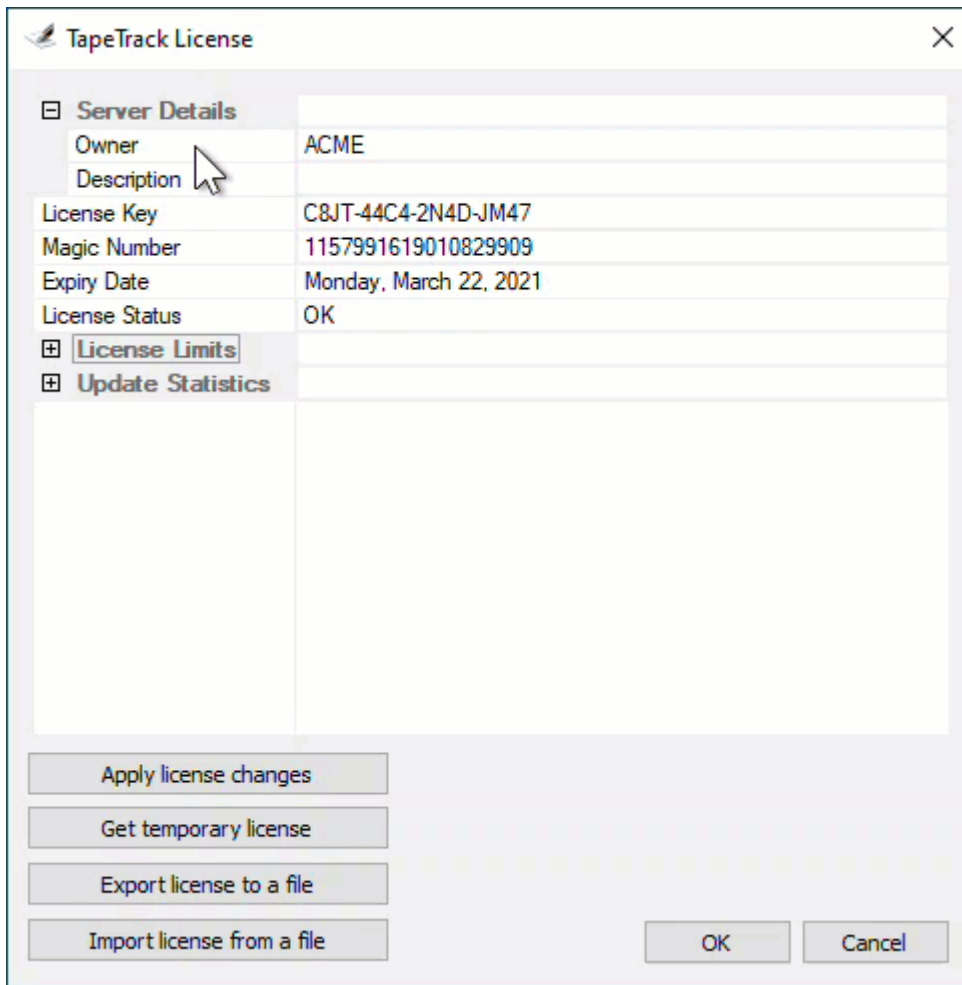 TapeTrack License
Server Details
Owner ACME
Description
License Key C8JT-44C4-2N4D-JM47
Magic Number 1157991619010829909
Expiry Date Monday, March 22, 2021
License Status OK
License Limits
Update Statistics
Apply license changes
Get temporary license
Export license to a file
Import license from a file OK Cancel